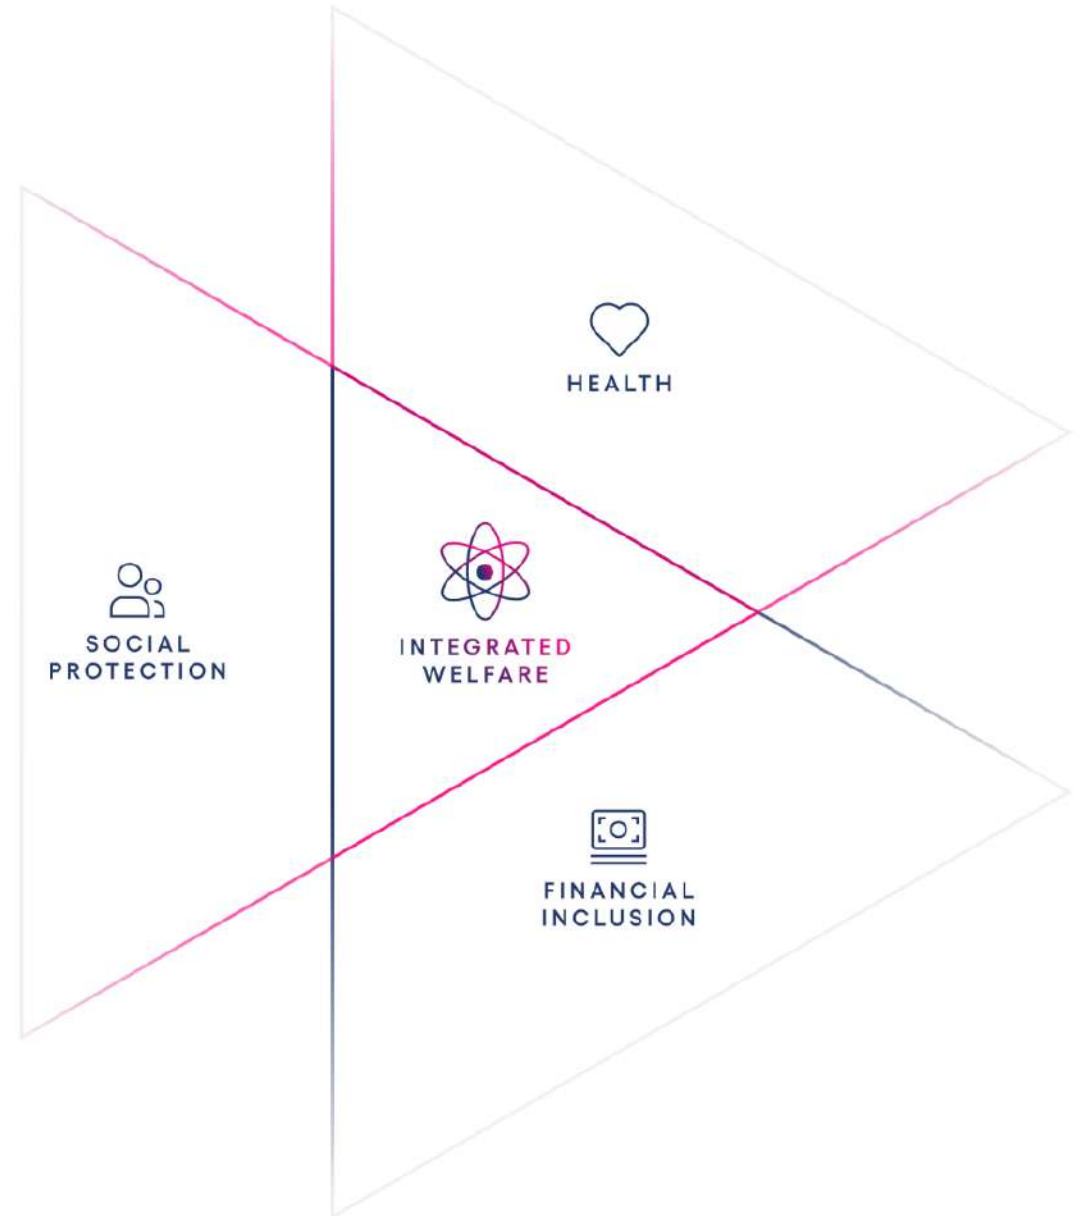 HEALTH
SOCIAL
PROTECTION
INTEGRATED
WELFARE
FINANCIAL
INCLUSION